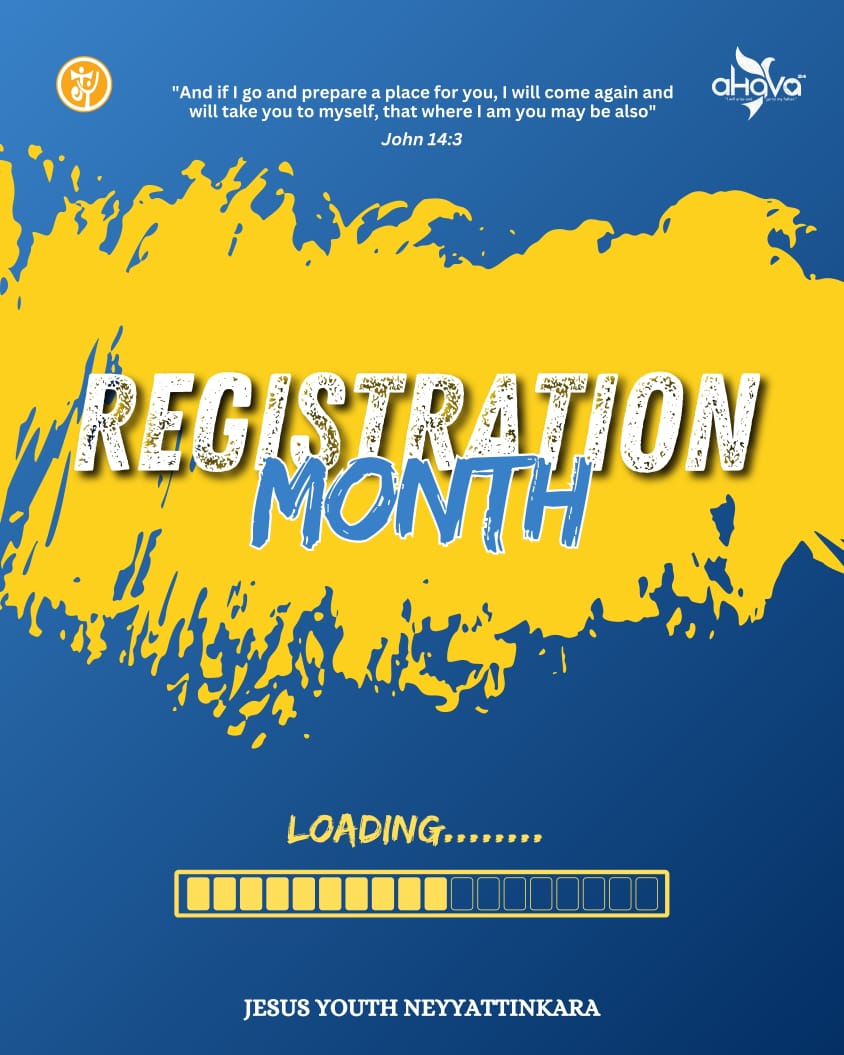 "And if I go and prepare a place for you, I will come again and
will take you to myself, that where I am you may be also"
John 14:3
aHava
REGISTRATION
MONTH
LOADING........
JESUS YOUTH NEYYATTINKARA